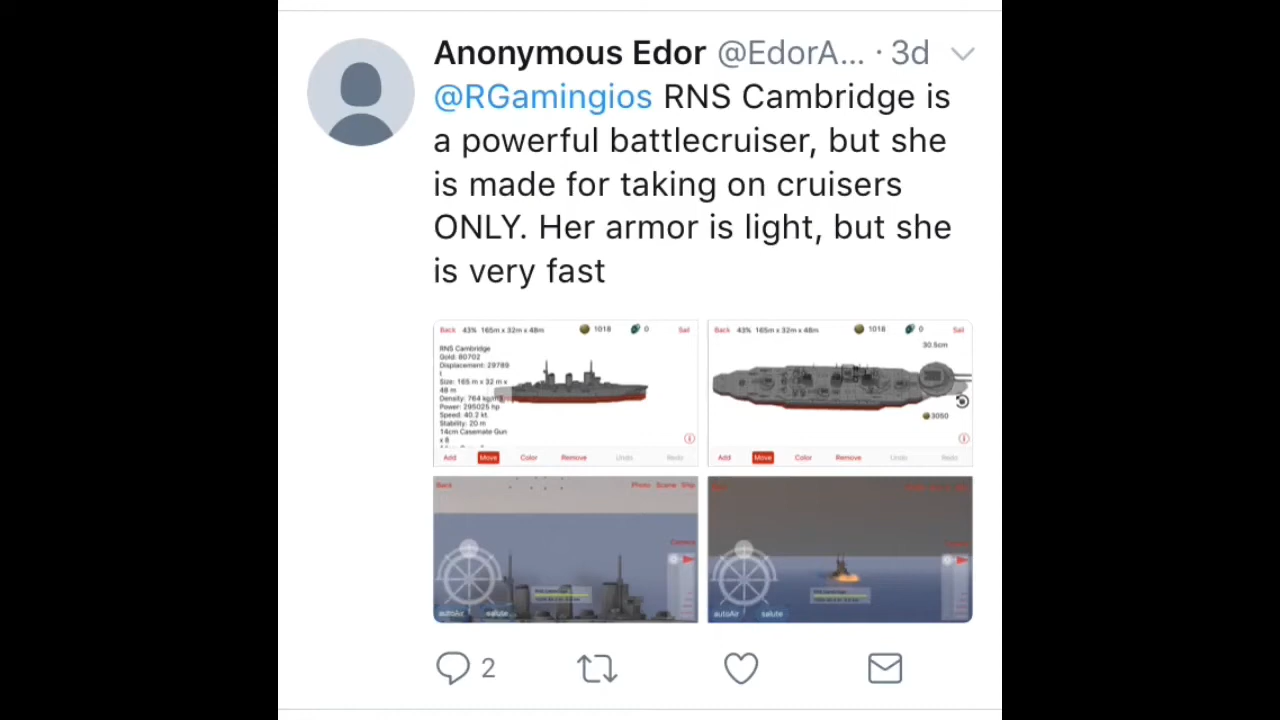 Anonymous Edor @EdorA... · 3d
@RGamingios RNS Cambridge is
a powerful battlecruiser, but she
is made for taking on cruisers
ONLY. Her armor is light, but she
is very fast
Back 43% 165m x 32m x 48m 1018 0 Sail
RNS Cambridge
Gold: 80702
Displacement: 29789
t
Size: 165 m x 32 m x
48 m
Density: 764 kg/m
Power: 295025 hp
Speed: 40.2 kt
Stability: 20 m
14cm Casemate Gun
x 8
Add Move Color Remove Undo Redo
Back 43% 165m x 32m x 48m 1018 0 Sail
30.5cm
3050
Add Move Color Remove Undo Redo
Back Photo Scene Ship
Camera
autoAir salute
autoAir salute
2